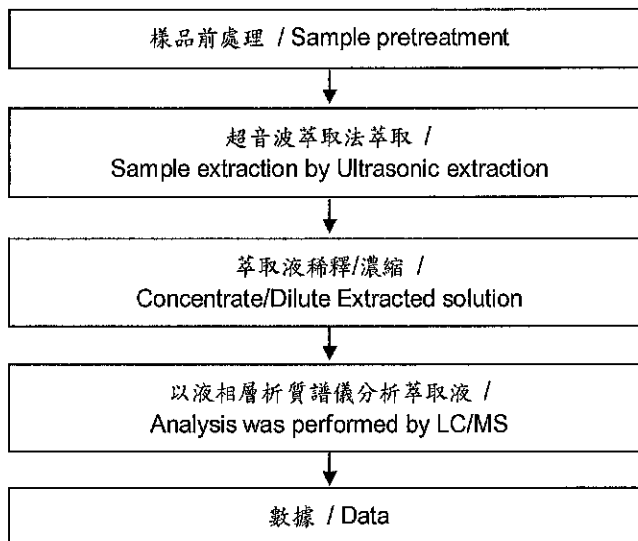 樣品前處理 / Sample pretreatment
超音波萃取法萃取 /
Sample extraction by Ultrasonic extraction
萃取液稀釋/濃縮 /
Concentrate/Dilute Extracted solution
以液相層析質譜儀分析萃取液 /
Analysis was performed by LC/MS
數據 / Data